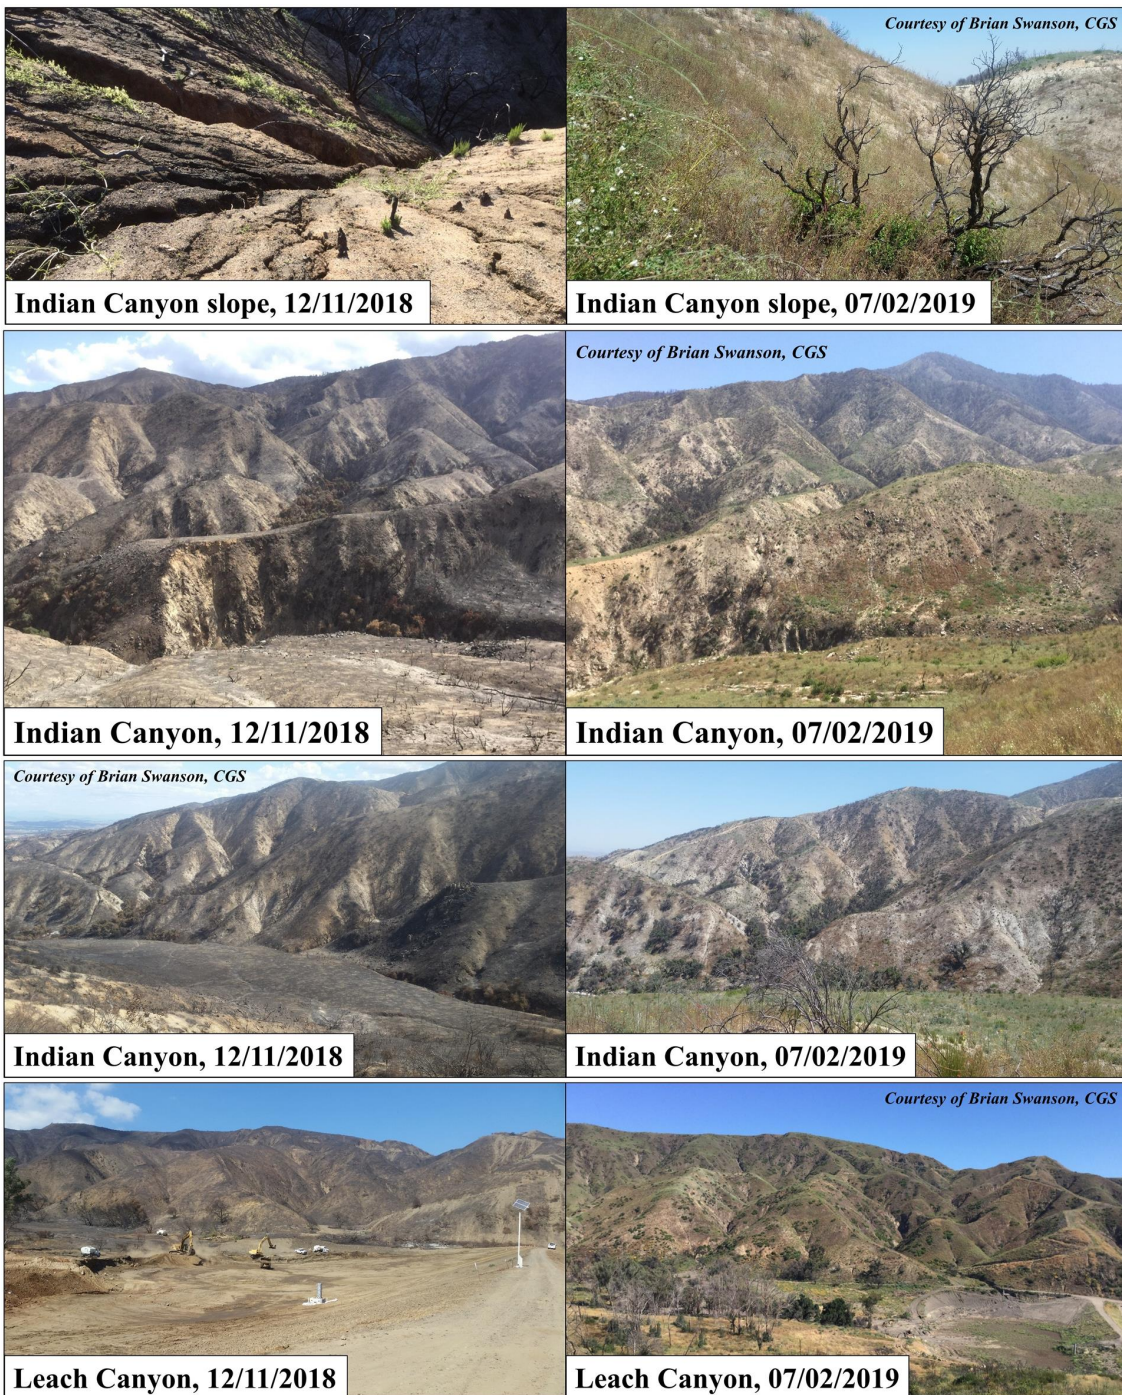 Courtesy of Brian Swanson, CGS
Indian Canyon slope, 12/11/2018
Indian Canyon slope, 07/02/2019
Courtesy of Brian Swanson, CGS
Indian Canyon, 12/11/2018
Indian Canyon, 07/02/2019
Courtesy of Brian Swanson, CGS
Indian Canyon, 12/11/2018
Indian Canyon, 07/02/2019
Courtesy of Brian Swanson, CGS
Leach Canyon, 12/11/2018
Leach Canyon, 07/02/2019